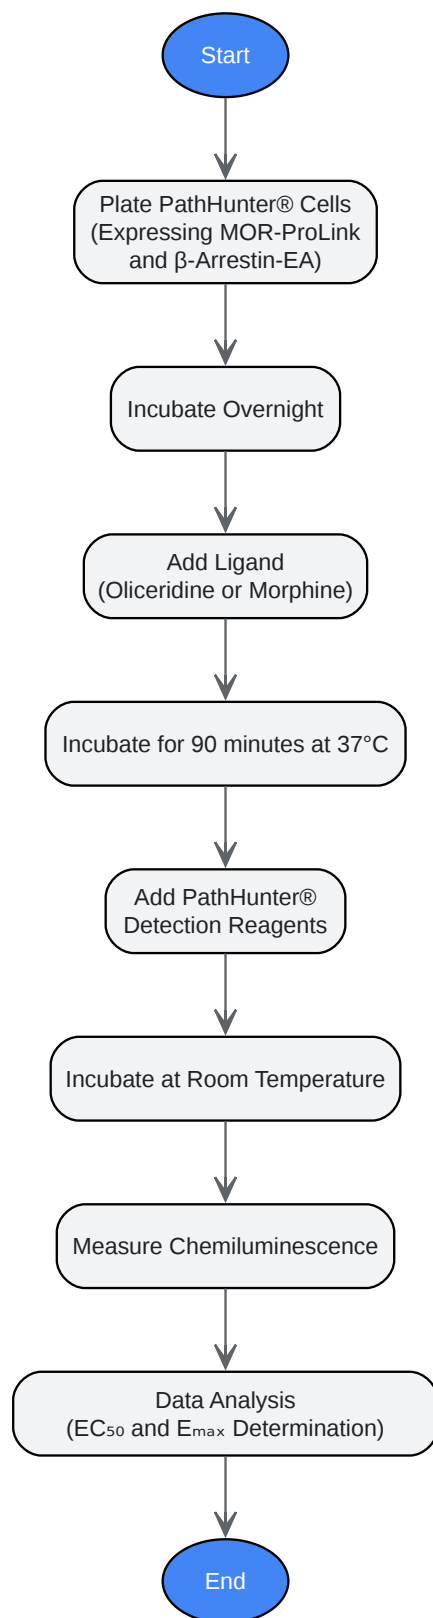 Start
Plate PathHunter® Cells
(Expressing MOR-ProLink
and β-Arrestin-EA)
Incubate Overnight
Add Ligand
(Oliceridine or Morphine)
Incubate for 90 minutes at 37°C
Add PathHunter®
Detection Reagents
Incubate at Room Temperature
Measure Chemiluminescence
Data Analysis
(EC₅₀ and Eₘₐₓ Determination)
End